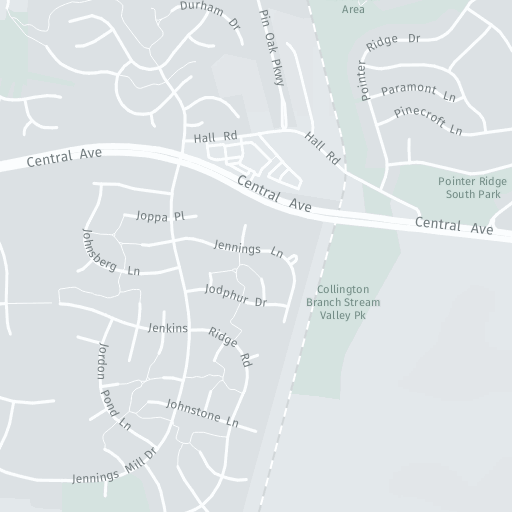 Durham Dr
Pin Oak Pkwy
Area
Pointer Ridge Dr
Paramont Ln
Pinecroft Ln
Hall Rd
Hall Rd
Central Ave
Central Ave
Pointer Ridge
South Park
Central Ave
Joppa Pl
Johnsberg Ln
Jennings Ln
Jodphur Dr
Collington
Branch Stream
Valley Pk
Jenkins Ridge Rd
Jordon Pond Ln
Johnstone Ln
Jennings Mill Dr